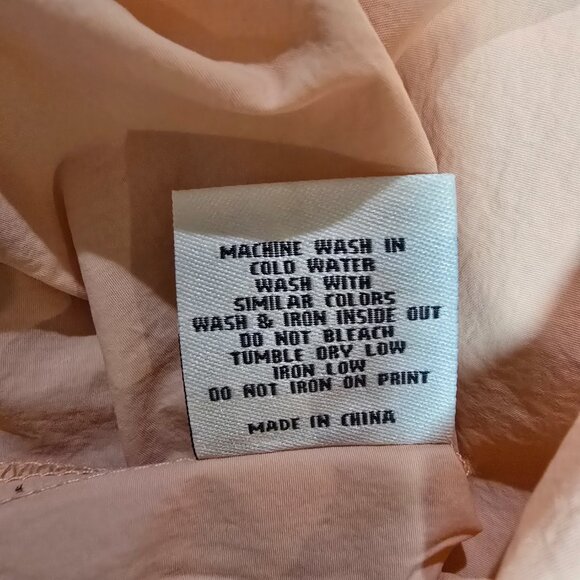 MACHINE WASH IN
COLD WATER
WASH WITH
SIMILAR COLORS
WASH & IRON INSIDE OUT
DO NOT BLEACH
TUMBLE DRY LOW
IRON LOW
DO NOT IRON ON PRINT
MADE IN CHINA